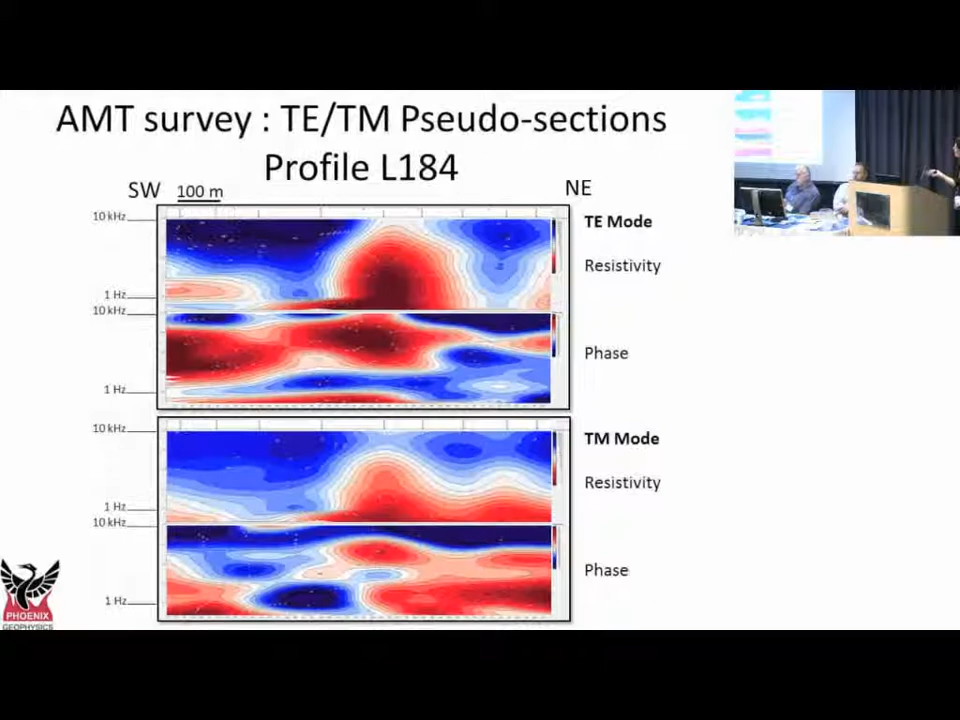 AMT survey : TE/TM Pseudo-sections
Profile L184
SW 100 m NE
10 kHz
TE Mode
Resistivity
1 Hz
10 kHz
Phase
1 Hz
10 kHz
TM Mode
Resistivity
1 Hz
10 kHz
Phase
1 Hz
PHOENIX
GEOPHYSICS